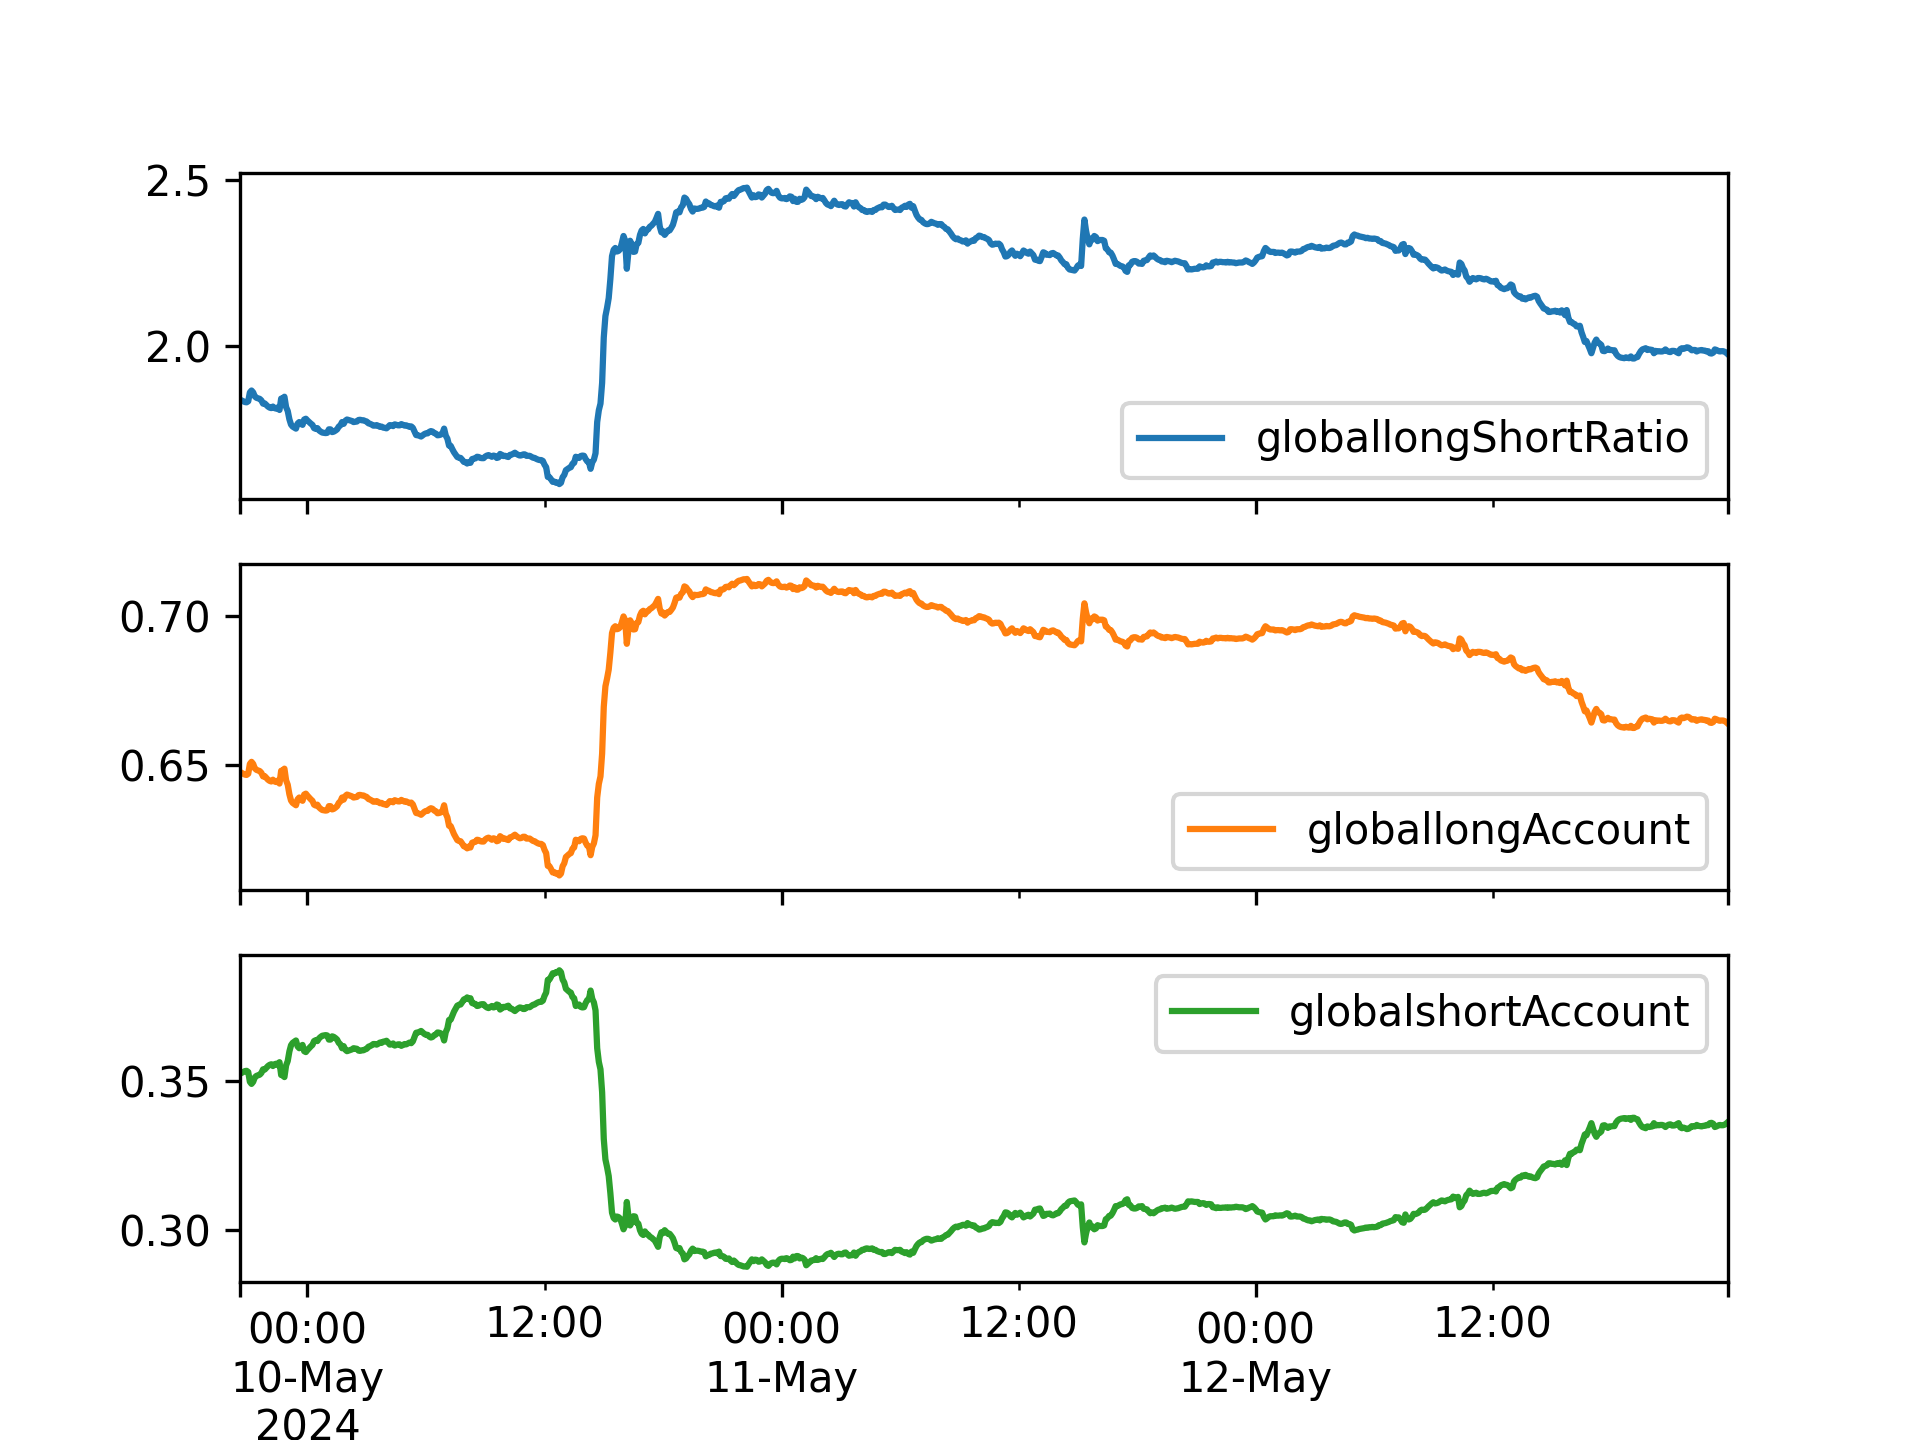 2.5
2.0
globallongShortRatio
0.70
0.65
globallongAccount
globalshortAccount
0.35
0.30
00:00 12:00 00:00 12:00 00:00 12:00
10-May 11-May 12-May
2024